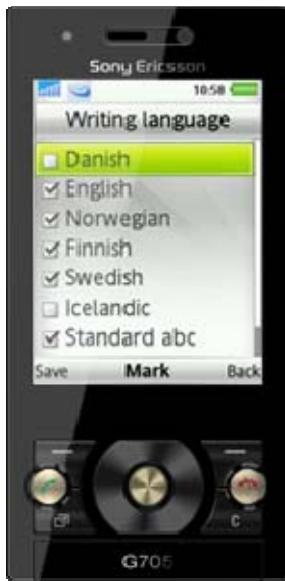 Sony Ericsson
10:58
Writing language
Danish
English
Norwegian
Finnish
Swedish
Icelandic
Standard abc
Save Mark Back
C
G705